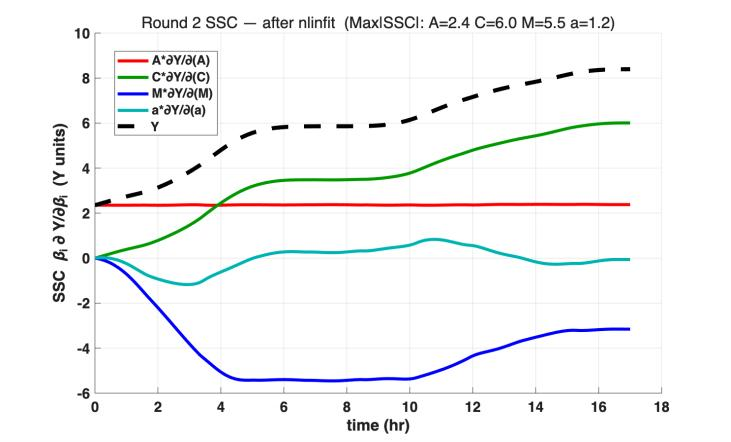 Round 2 SSC — after nlinfit (Max|SSC|: A=2.4 C=6.0 M=5.5 a=1.2)
10
8
6
4
2
0
-2
-4
-6
SSC βi ∂ Y/∂βi (Y units)
A*∂Y/∂(A)
C*∂Y/∂(C)
M*∂Y/∂(M)
a*∂Y/∂(a)
Y
0 2 4 6 8 10 12 14 16 18
time (hr)